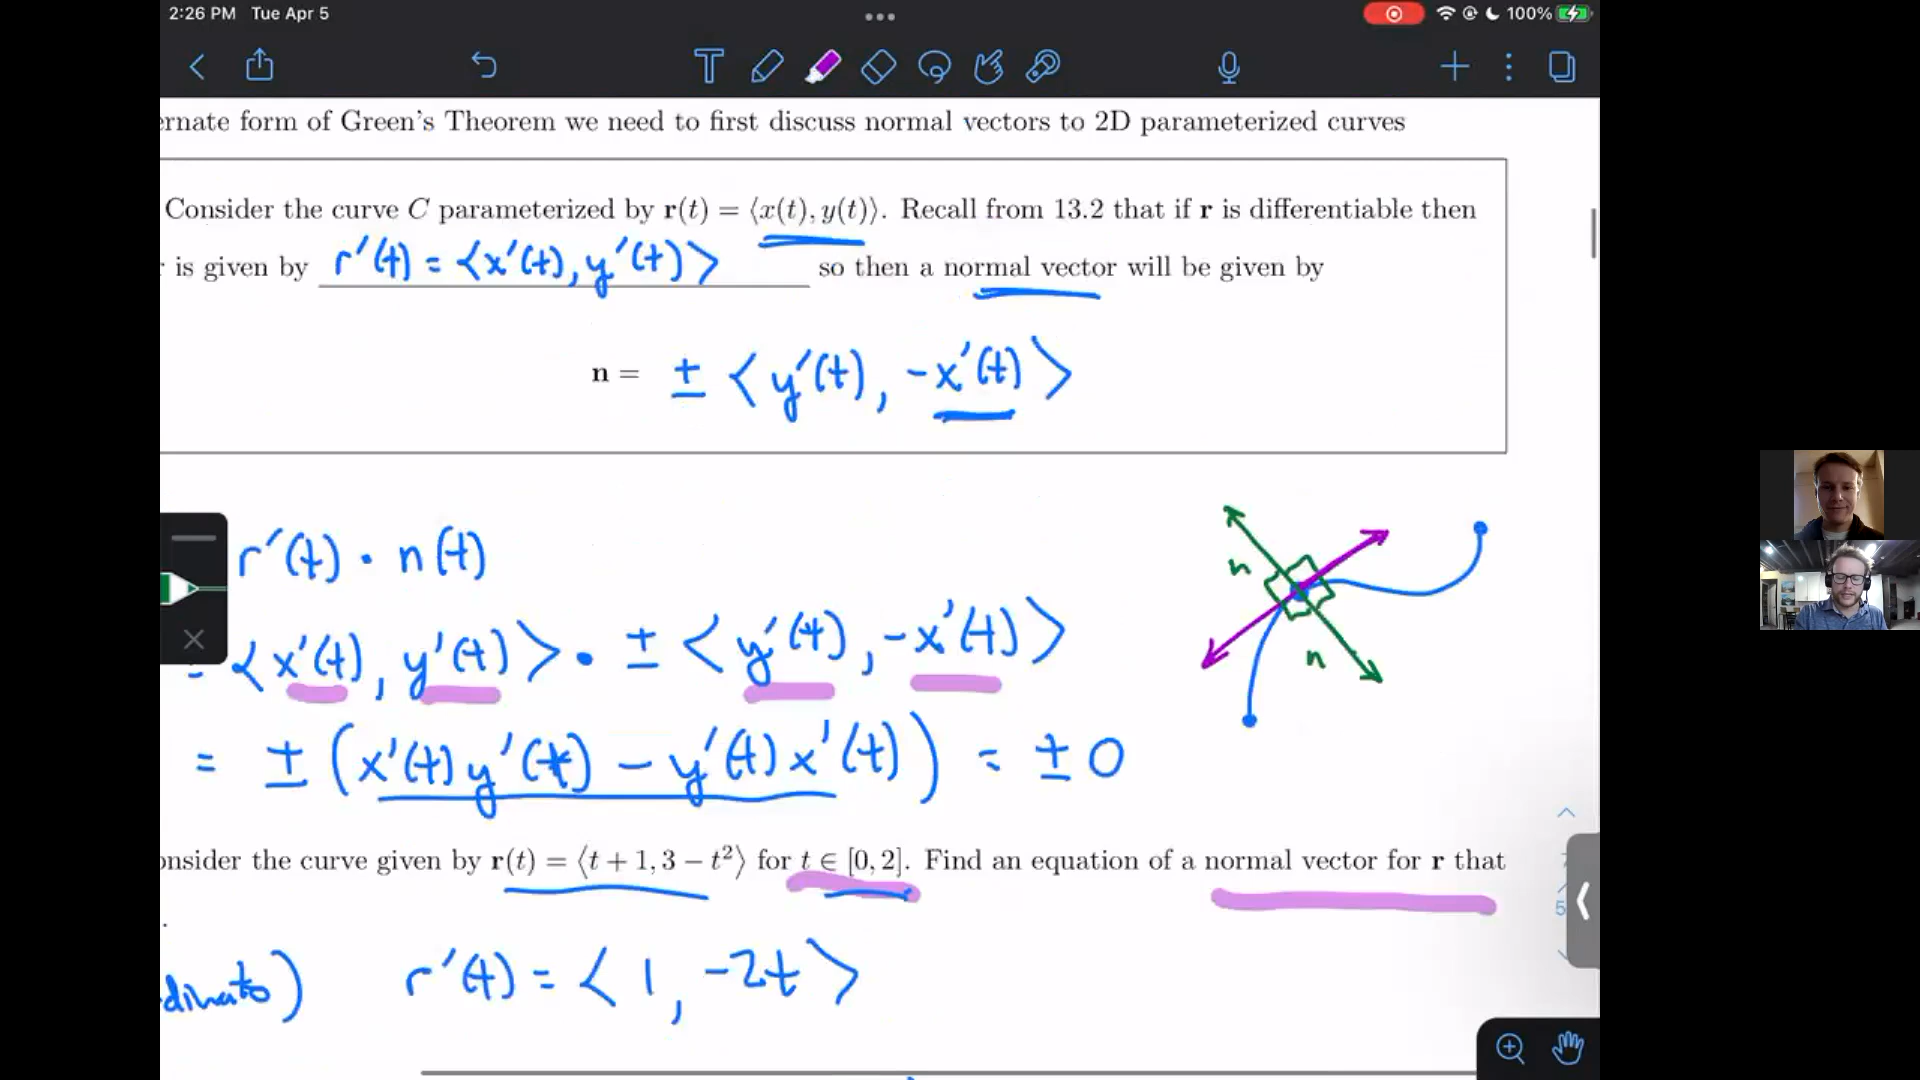 2:26 PM Tue Apr 5
100%
ernate form of Green's Theorem we need to first discuss normal vectors to 2D parameterized curves
Consider the curve C parameterized by r(t) = ⟨x(t), y(t)⟩. Recall from 13.2 that if r is differentiable then
r is given by r'(t) = <x'(t), y'(t)> so then a normal vector will be given by
n = ± <y'(t), -x'(t)>
r'(t) · n(t)
n
= <x'(t), y'(t)> · ± <y'(t), -x'(t)>
n
= ± (x'(t) y'(t) - y'(t) x'(t)) = ± 0
onsider the curve given by r(t) = ⟨t + 1, 3 − t²⟩ for t ∈ [0, 2]. Find an equation of a normal vector for r that
.
5
dinate) r'(t) = <1, -2t>